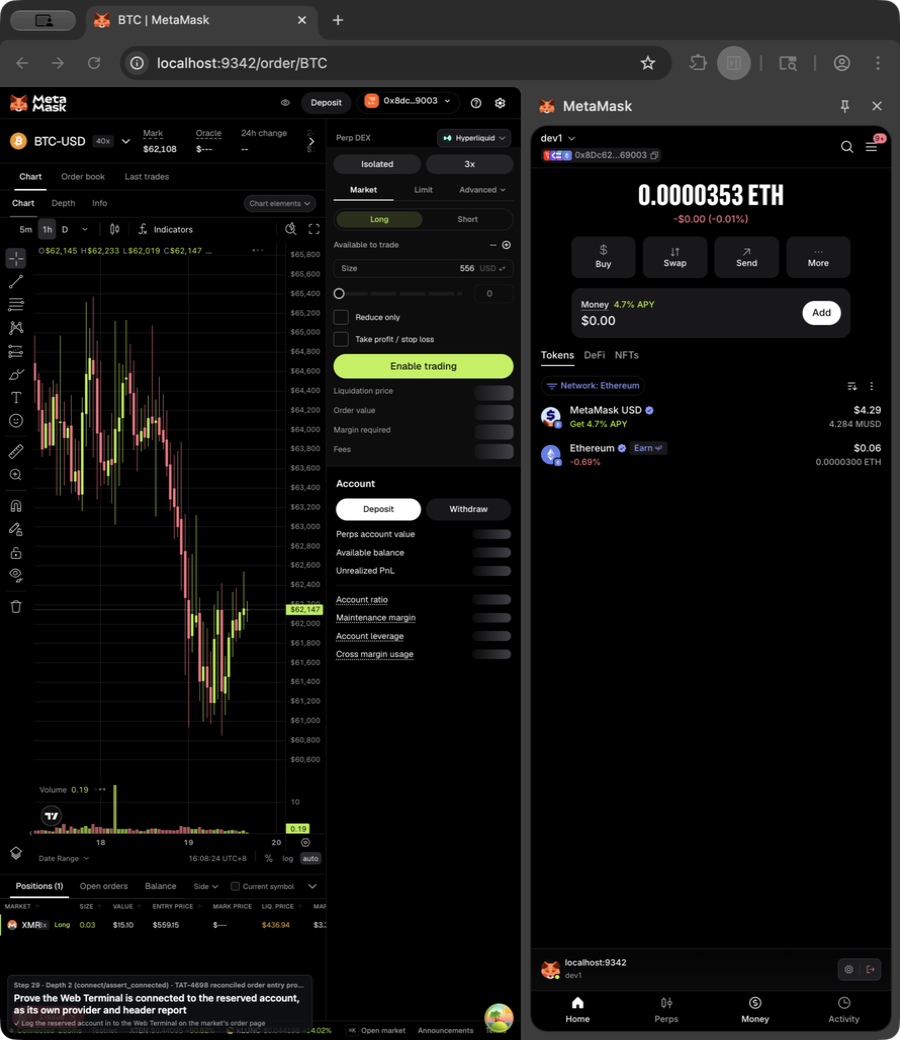 BTC | MetaMask
localhost:9342/order/BTC
Meta
Mask
Deposit
0x8dc...9003
BTC-USD
40x
Mark
$62,108
Oracle
$---
24h change
--
Chart
Order book
Last trades
Chart
Depth
Info
Chart elements
5m
1h
D
Indicators
O$62,145 H$62,233 L$62,019 C$62,147 ...
$65,800
$65,600
$65,400
$65,200
$65,000
$64,800
$64,600
$64,400
$64,200
$64,000
$63,800
$63,600
$63,400
$63,200
$63,000
$62,800
$62,600
$62,400
$62,147
$62,000
$61,800
$61,600
$61,400
$61,200
$61,000
$60,800
$60,600
Volume 0.19
10
0.19
18
19
20
Date Range
16:08:24 UTC+8
%
log
auto
Positions (1)
Open orders
Balance
Side
Current symbol
MARKET
SIZE
VALUE
ENTRY PRICE
MARK PRICE
LIQ. PRICE
XMR
Long
0.03
$15.10
$559.15
$---
$436.94
Step 29 · Depth 2 (connect/assert_connected) · TAT-4698 reconciled order entry pro...
Prove the Web Terminal is connected to the reserved account,
as its own provider and header report
✓ Log the reserved account in to the Web Terminal on the market's order page
Open market
Announcements
Perp DEX
Hyperliquid
Isolated
3x
Market
Limit
Advanced
Long
Short
Available to trade
--
Size
556 USD
0
Reduce only
Take profit / stop loss
Enable trading
Liquidation price
Order value
Margin required
Fees
Account
Deposit
Withdraw
Perps account value
Available balance
Unrealized PnL
Account ratio
Maintenance margin
Account leverage
Cross margin usage
MetaMask
dev1
0x8Dc62...69003
9+
0.0000353 ETH
-$0.00 (-0.01%)
Buy
Swap
Send
More
Money 4.7% APY
$0.00
Add
Tokens
DeFi
NFTs
Network: Ethereum
MetaMask USD
$4.29
Get 4.7% APY
4.284 MUSD
Ethereum
Earn
$0.06
-0.69%
0.0000300 ETH
localhost:9342
dev1
Home
Perps
Money
Activity